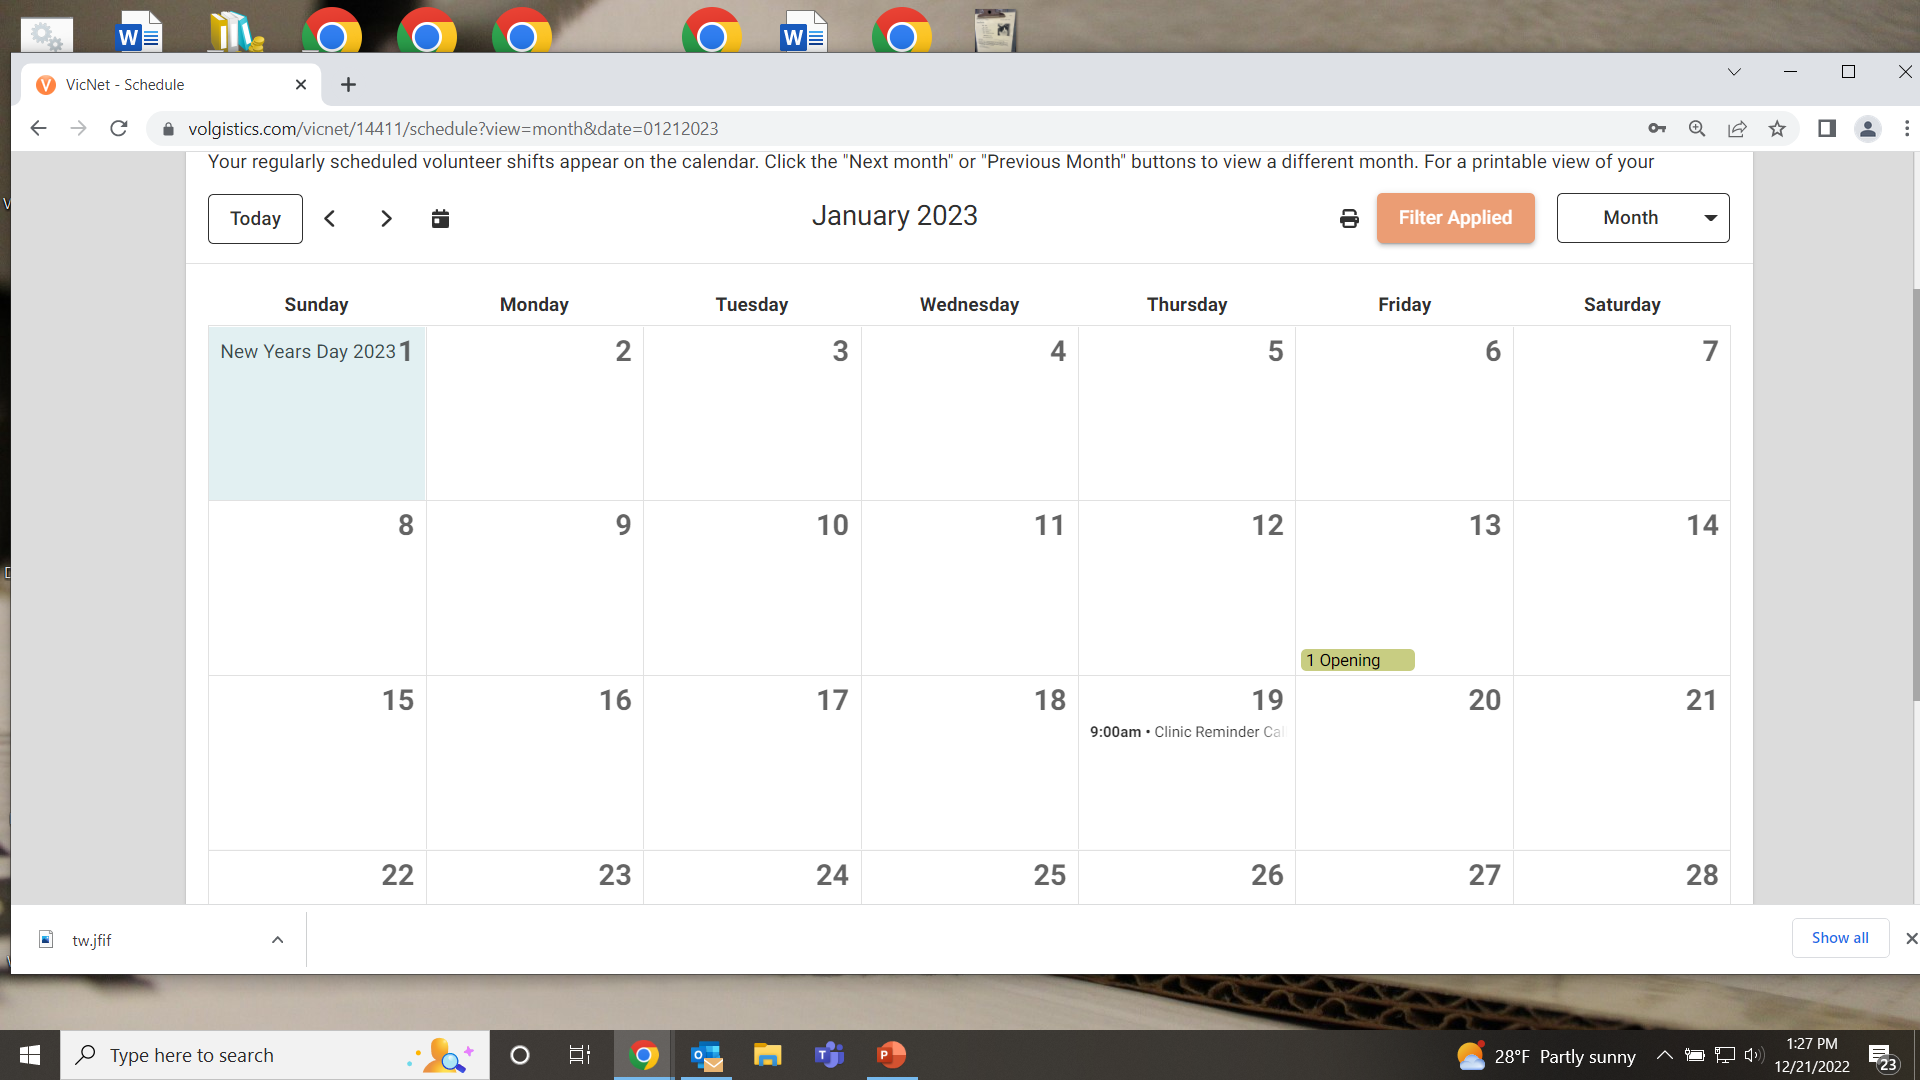 VicNet - Schedule
volgistics.com/vicnet/14411/schedule?view=month&date=01212023
Your regularly scheduled volunteer shifts appear on the calendar. Click the "Next month" or "Previous Month" buttons to view a different month. For a printable view of your
Today
January 2023
Filter Applied
Month
Sunday Monday Tuesday Wednesday Thursday Friday Saturday
New Years Day 2023 1 2 3 4 5 6 7
8 9 10 11 12 13 14
1 Opening
15 16 17 18 19 20 21
9:00am • Clinic Reminder Cal
22 23 24 25 26 27 28
tw.jfif
Show all
Type here to search
28°F Partly sunny
1:27 PM
12/21/2022
23